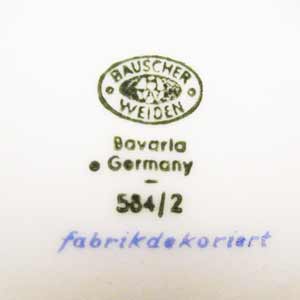 BAUSCHER
WEIDEN
Bavaria
Germany
584/2
fabrikdekoriert